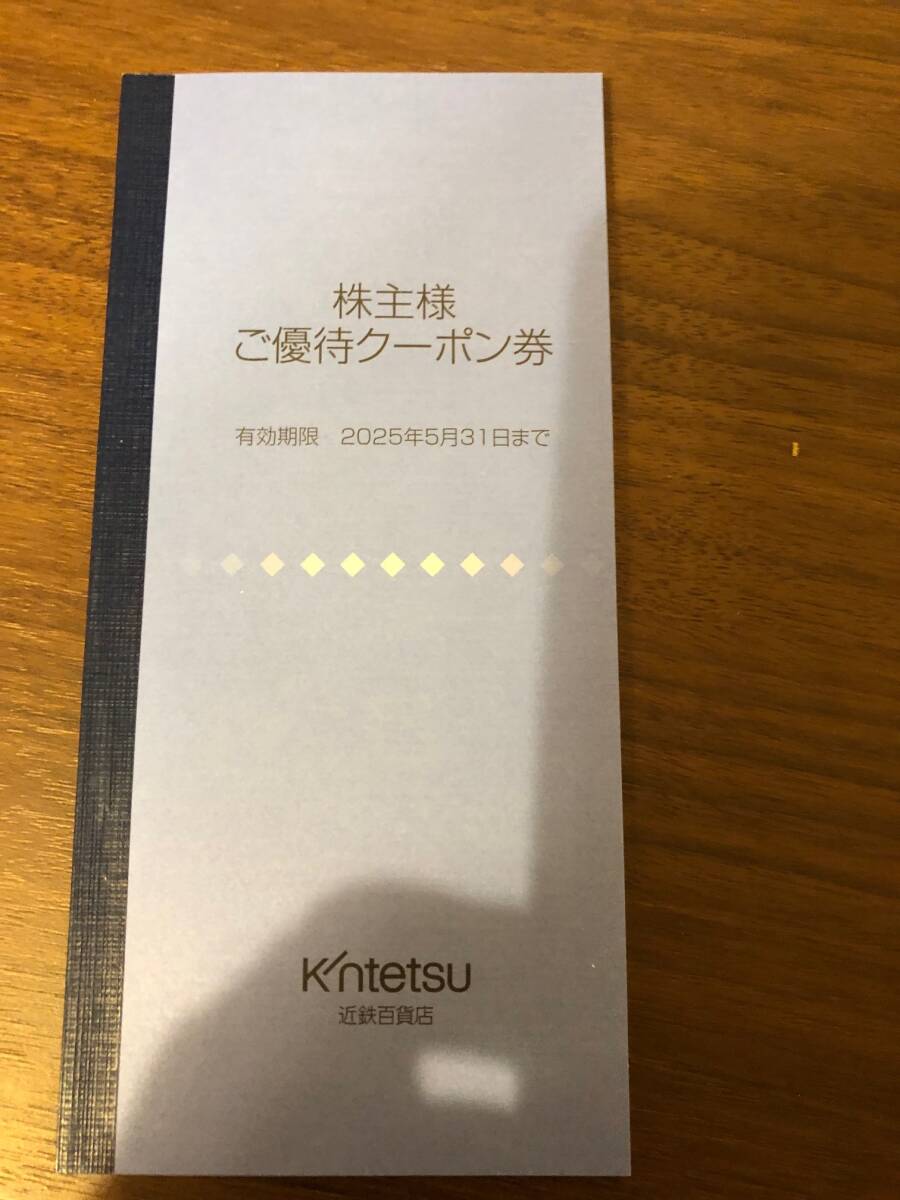 株主様
ご優待クーポン券
有効期限　2025年5月31日まで
Kintetsu
近鉄百貨店